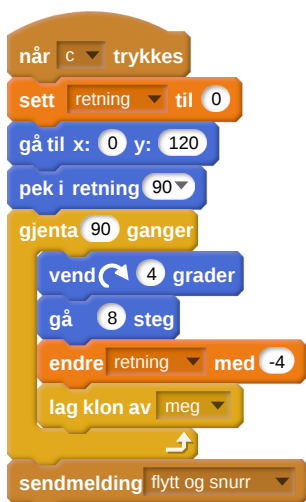 når c trykkes
sett retning til 0
gå til x: 0 y: 120
pek i retning 90
gjenta 90 ganger
vend 4 grader
gå 8 steg
endre retning med -4
lag klon av meg
sendmelding flytt og snurr